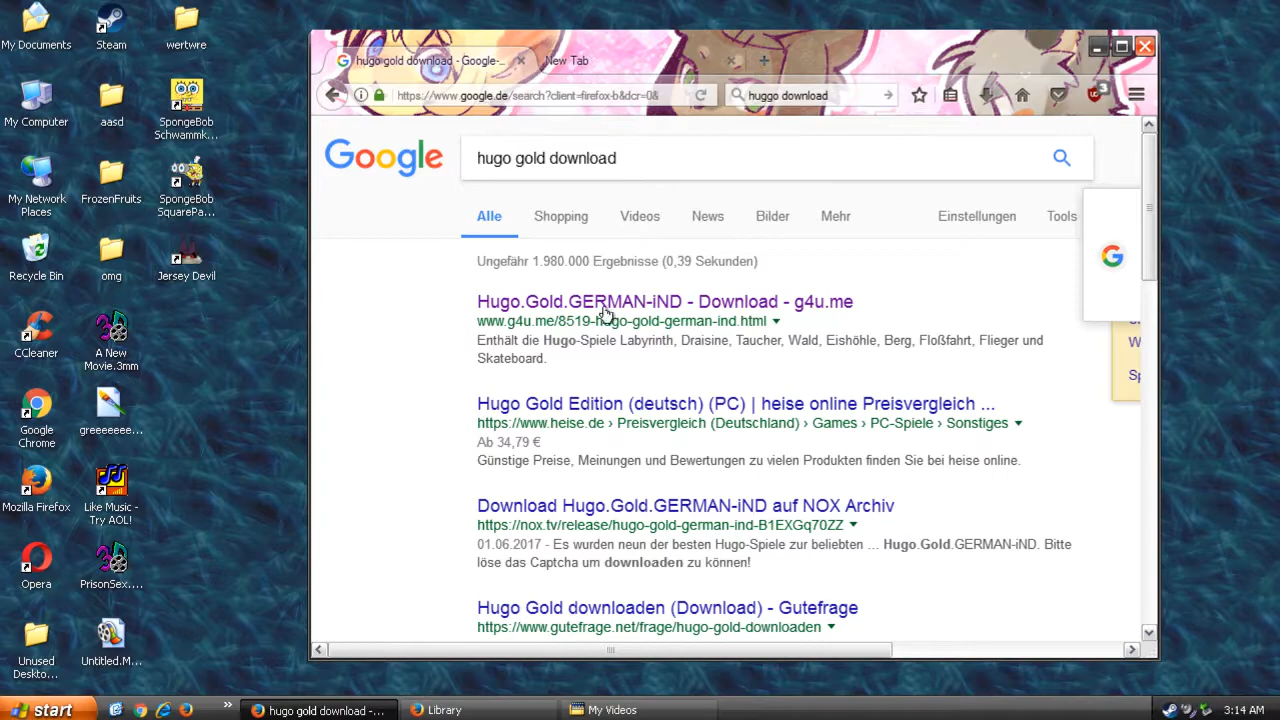 My Documents
Steam
wertwre
My Computer
aasd
SpongeBob
Schwammk...
My Network
Places
FrozenFruits
SpongeBob
SquarePa...
Recycle Bin
omg
Jersey Devil
CCleaner
A New
Movie.3mm
Google
Chrome
greeeeeee...
Mozilla Firefox
Like Music -
Try AOL!
Opera
PrisonSex....
Unused
Deskto...
Untitled.M...
hugo gold download - Google-...
New Tab
https://www.google.de/search?client=firefox-b&dcr=0&
huggo download
3
Google
hugo gold download
Alle
Shopping
Videos
News
Bilder
Mehr
Einstellungen
Tools
Ungefähr 1.980.000 Ergebnisse (0,39 Sekunden)
Hugo.Gold.GERMAN-iND - Download - g4u.me
www.g4u.me/8519-hugo-gold-german-ind.html
Enthält die Hugo-Spiele Labyrinth, Draisine, Taucher, Wald, Eishöhle, Berg, Floßfahrt, Flieger und
Skateboard.
Hugo Gold Edition (deutsch) (PC) | heise online Preisvergleich ...
https://www.heise.de › Preisvergleich (Deutschland) › Games › PC-Spiele › Sonstiges
Ab 34,79 €
Günstige Preise, Meinungen und Bewertungen zu vielen Produkten finden Sie bei heise online.
Download Hugo.Gold.GERMAN-iND auf NOX Archiv
https://nox.tv/release/hugo-gold-german-ind-B1EXGq70ZZ
01.06.2017 - Es wurden neun der besten Hugo-Spiele zur beliebten ... Hugo.Gold.GERMAN-iND. Bitte
löse das Captcha um downloaden zu können!
Hugo Gold downloaden (Download) - Gutefrage
https://www.gutefrage.net/frage/hugo-gold-downloaden
W
Sp
start
hugo gold download -...
Library
My Videos
3:14 AM